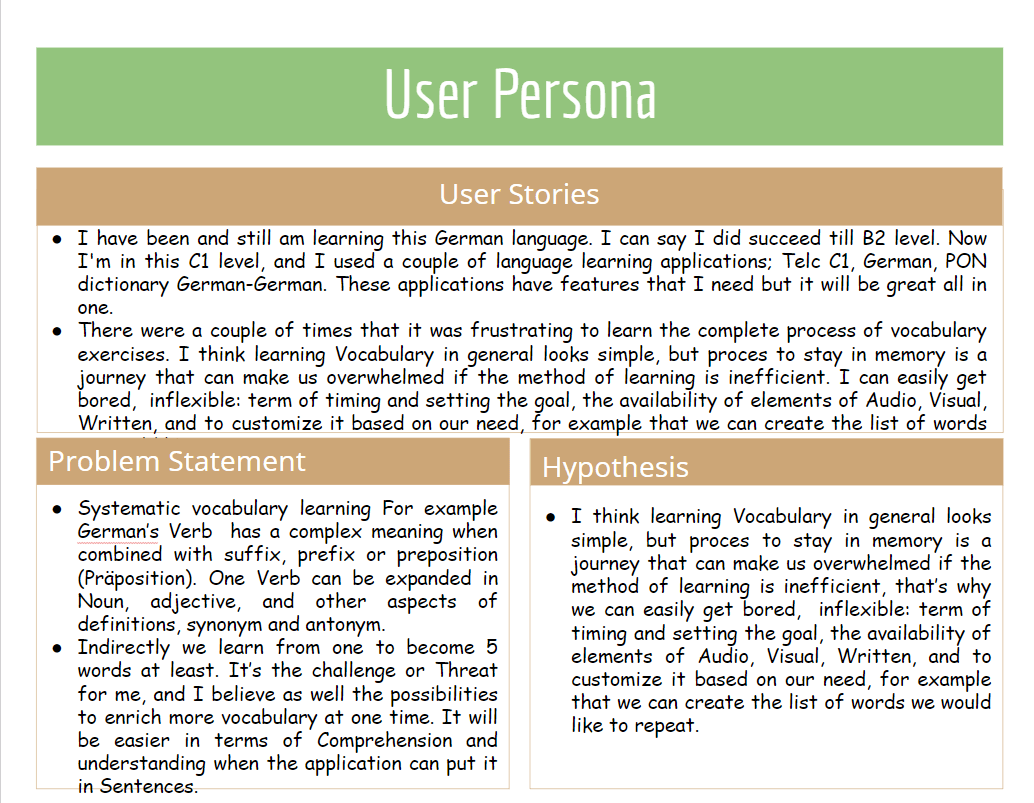 User Persona
User Stories
● I have been and still am learning this German language. I can say I did succeed till B2 level. Now
I'm in this C1 level, and I used a couple of language learning applications; Telc C1, German, PON
dictionary German-German. These applications have features that I need but it will be great all in
one.
● There were a couple of times that it was frustrating to learn the complete process of vocabulary
exercises. I think learning Vocabulary in general looks simple, but proces to stay in memory is a
journey that can make us overwhelmed if the method of learning is inefficient. I can easily get
bored, inflexible: term of timing and setting the goal, the availability of elements of Audio, Visual,
Written, and to customize it based on our need, for example that we can create the list of words
Problem Statement
● Systematic vocabulary learning For example
German's Verb has a complex meaning when
combined with suffix, prefix or preposition
(Präposition). One Verb can be expanded in
Noun, adjective, and other aspects of
definitions, synonym and antonym.
● Indirectly we learn from one to become 5
words at least. It's the challenge or Threat
for me, and I believe as well the possibilities
to enrich more vocabulary at one time. It will
be easier in terms of Comprehension and
understanding when the application can put it
in Sentences.
Hypothesis
● I think learning Vocabulary in general looks
simple, but proces to stay in memory is a
journey that can make us overwhelmed if the
method of learning is inefficient, that's why
we can easily get bored, inflexible: term of
timing and setting the goal, the availability of
elements of Audio, Visual, Written, and to
customize it based on our need, for example
that we can create the list of words we would
like to repeat.